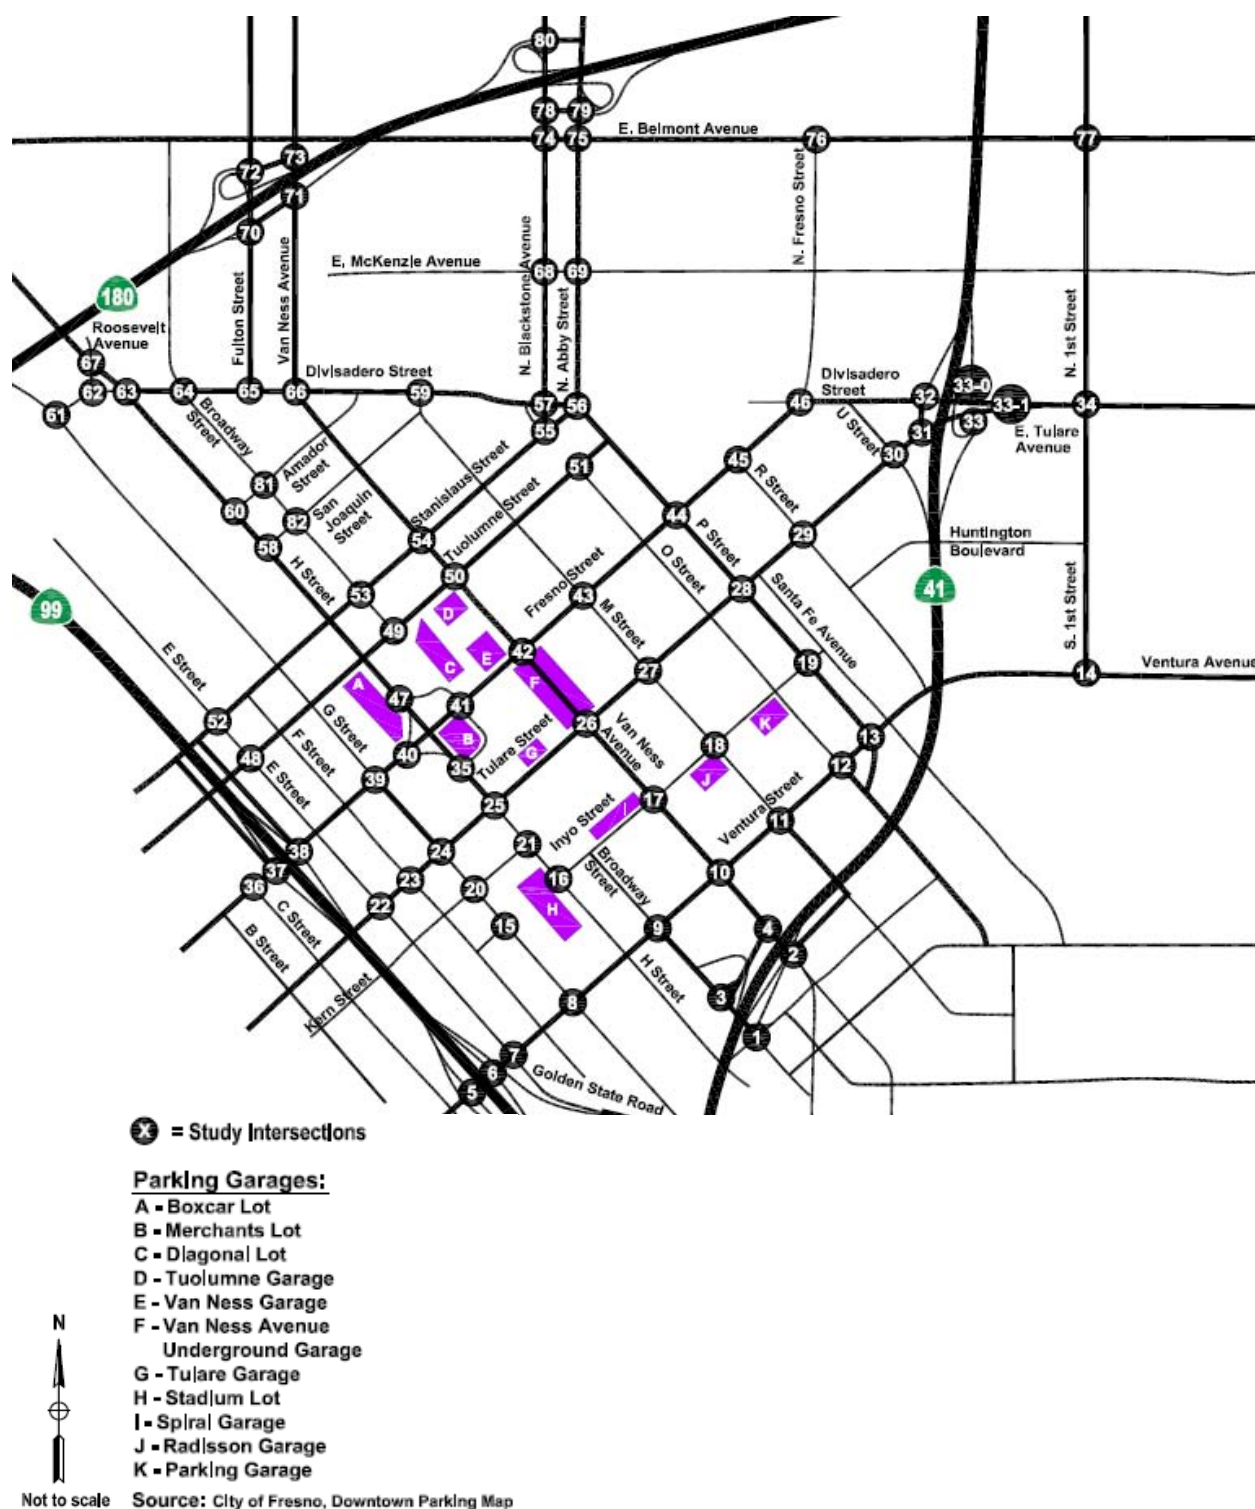 80
78
79
74
75
E. Belmont Avenue
76
77
73
72
71
70
N. Fresno Street
E. McKenzie Avenue
68
69
N. Blackstone Avenue
N. Abby Street
Fulton Street
Van Ness Avenue
N. 1st Street
180
Roosevelt
Avenue
67
62
63
64
65
66
Divisadero Street
59
57
56
55
61
Divisadero
Street
46
32
33-0
33-1
33
34
31
30
E. Tulare
Avenue
U Street
Broadway
Street
Amador
Street
81
San
Joaquin
Street
82
60
58
H Street
Stanislaus Street
Tuolumne Street
51
45
R Street
44
P Street
29
Huntington
Boulevard
54
50
53
49
Fresno Street
43
O Street
M Street
28
Santa Fe Avenue
41
S. 1st Street
99
D
C
E
42
F
27
19
14
Ventura Avenue
E Street
A
47
41
B
40
35
G Street
F Street
Tulare Street
G
26
Van Ness
Avenue
K
18
J
13
12
52
48
E Street
39
25
Inyo Street
I
17
Ventura Street
11
21
38
37
36
24
23
22
20
16
H
Broadway
Street
10
C Street
B Street
15
9
4
2
H Street
Kern Street
8
3
1
7
6
5
Golden State Road
X = Study Intersections
Parking Garages:
A - Boxcar Lot
B - Merchants Lot
C - Diagonal Lot
D - Tuolumne Garage
E - Van Ness Garage
F - Van Ness Avenue
Underground Garage
G - Tulare Garage
H - Stadium Lot
I - Spiral Garage
J - Radisson Garage
K - Parking Garage
N
Not to scale
Source: City of Fresno, Downtown Parking Map